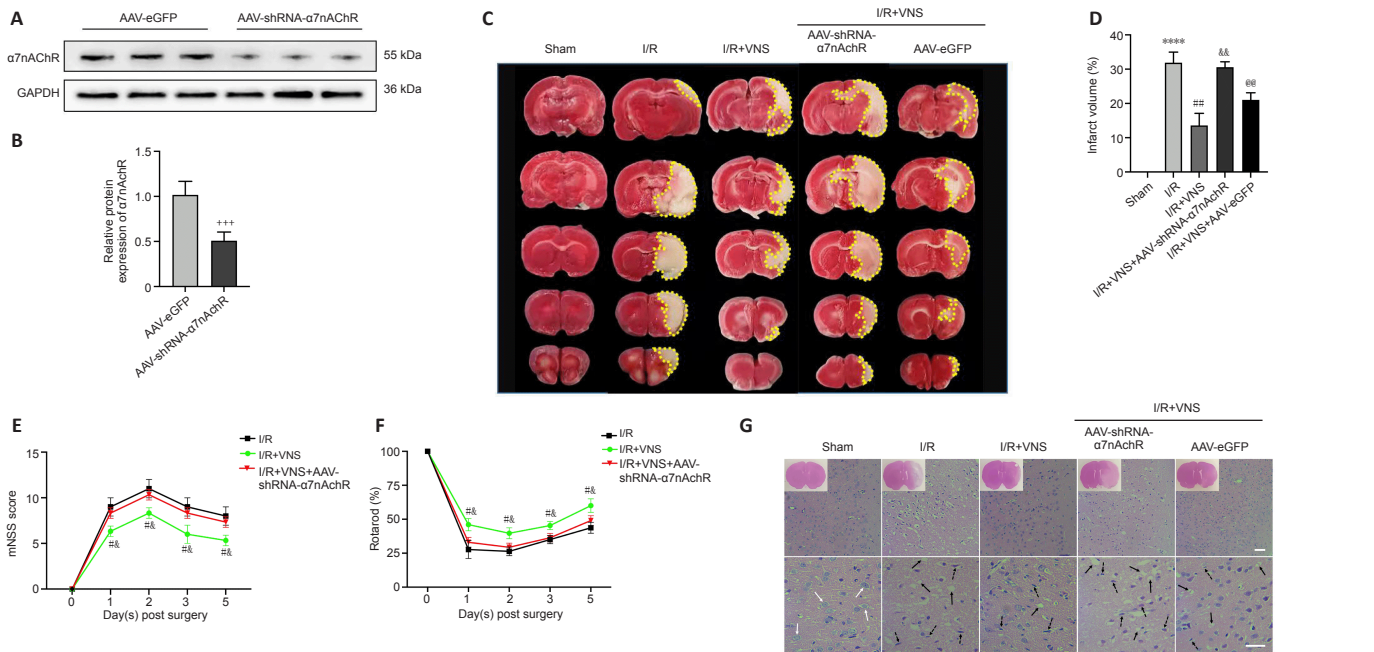 A
AAV-eGFP
AAV-shRNA-α7nAChR
α7nAChR
55 kDa
GAPDH
36 kDa
B
Relative protein
expression of α7nAchR
1.5
1.0
0.5
0
+++
AAV-eGFP
AAV-shRNA-α7nAchR
C
I/R+VNS
Sham
I/R
I/R+VNS
AAV-shRNA-
α7nAchR
AAV-eGFP
D
Infarct volume (%)
40
30
20
10
0
****
##
&&
@@
Sham
I/R
I/R+VNS
I/R+VNS+AAV-shRNA-α7nAchR
I/R+VNS+AAV-eGFP
E
I/R
I/R+VNS
I/R+VNS+AAV-
shRNA-α7nAchR
mNSS score
15
10
5
0
#&
#&
#&
#&
0
1
2
3
5
Day(s) post surgery
F
I/R
I/R+VNS
I/R+VNS+AAV-
shRNA-α7nAchR
Rotarod (%)
100
75
50
25
0
#&
#&
#&
#&
0
1
2
3
5
Day(s) post surgery
G
I/R+VNS
Sham
I/R
I/R+VNS
AAV-shRNA-
α7nAchR
AAV-eGFP